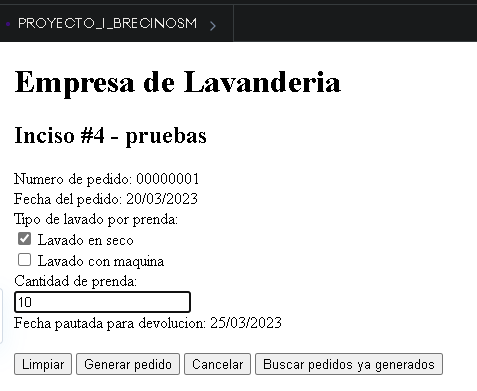 PROYECTO_I_BRECINOSM
Empresa de Lavanderia
Inciso #4 - pruebas
Numero de pedido: 00000001
Fecha del pedido: 20/03/2023
Tipo de lavado por prenda:
Lavado en seco
Lavado con maquina
Cantidad de prenda:
10
Fecha pautada para devolucion: 25/03/2023
Limpiar Generar pedido Cancelar Buscar pedidos ya generados